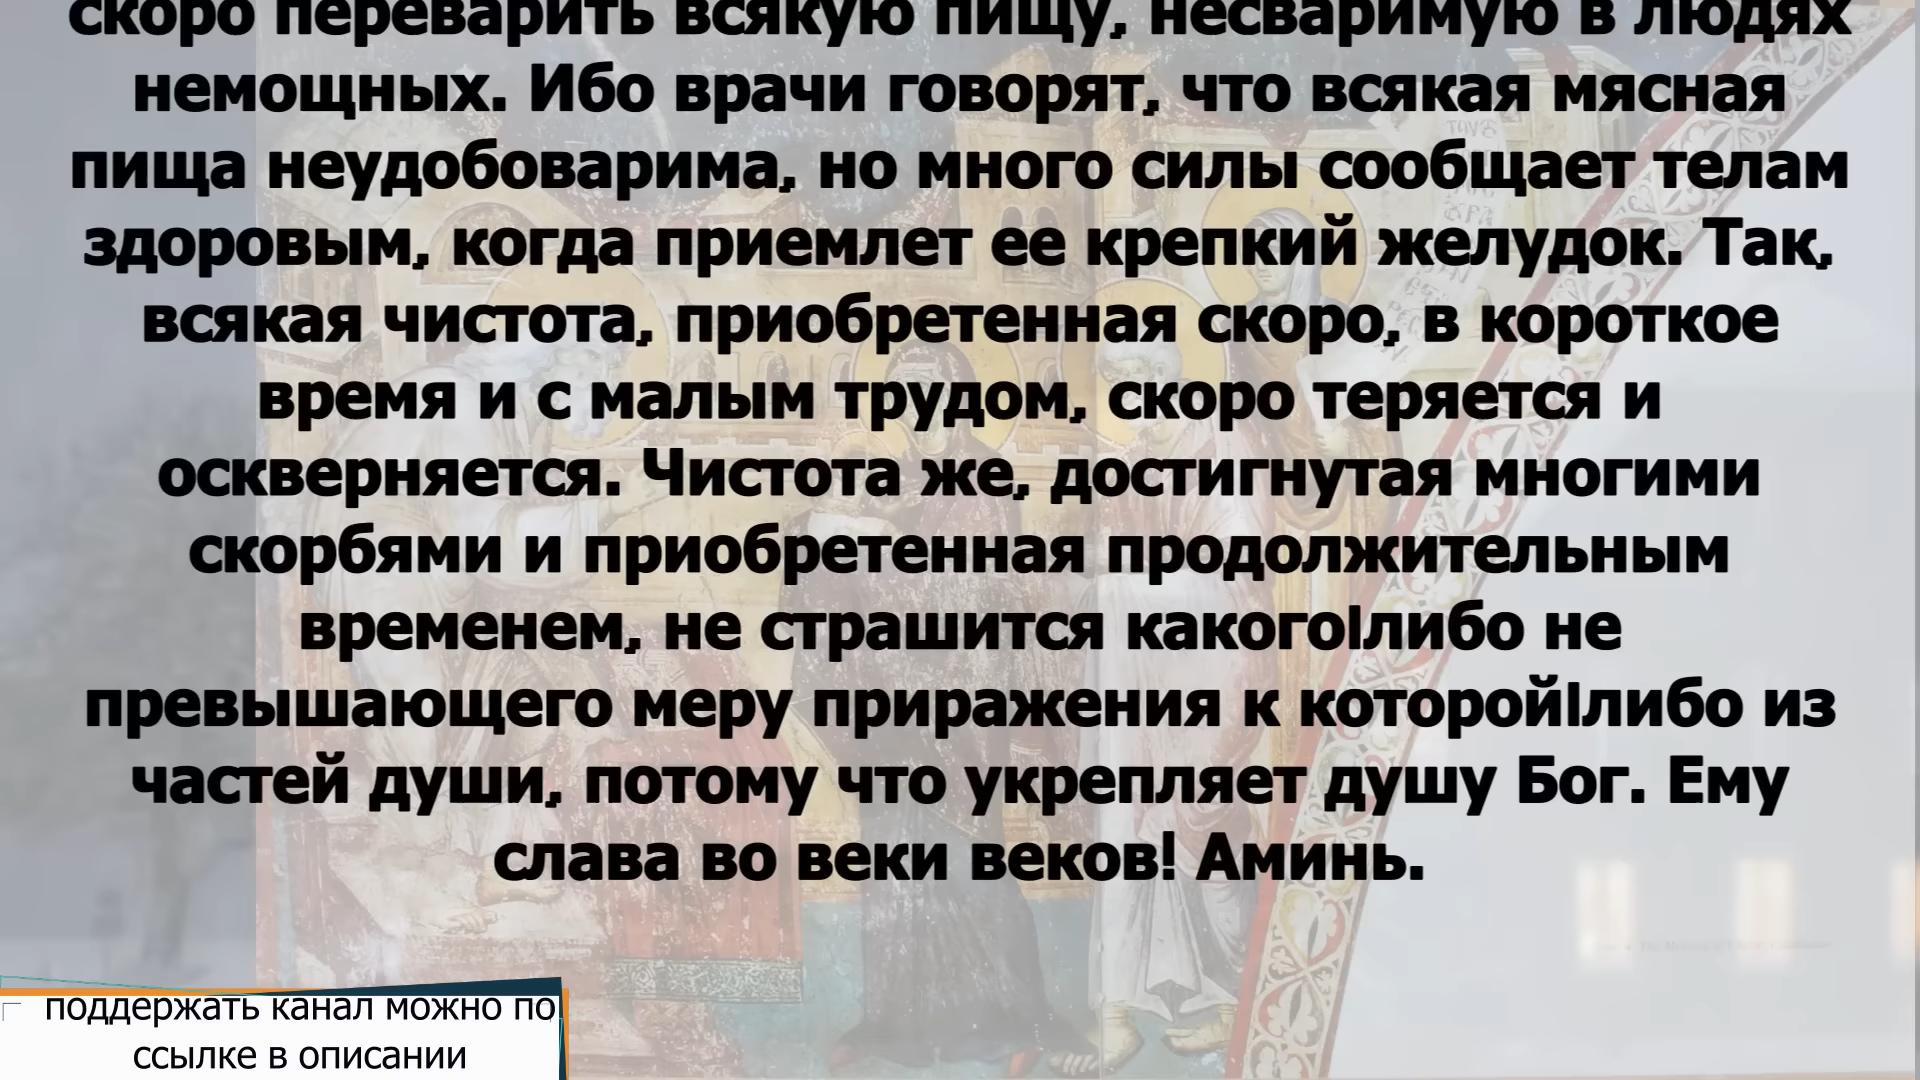 скоро переварить всякую пищу, несваримую в людях
немощных. Ибо врачи говорят, что всякая мясная
пища неудобоварима, но много силы сообщает телам
здоровым, когда приемлет ее крепкий желудок. Так,
всякая чистота, приобретенная скоро, в короткое
время и с малым трудом, скоро теряется и
оскверняется. Чистота же, достигнутая многими
скорбями и приобретенная продолжительным
временем, не страшится какого|либо не
превышающего меру приражения к которой|либо из
частей души, потому что укрепляет душу Бог. Ему
слава во веки веков! Аминь.
поддержать канал можно по
ссылке в описании